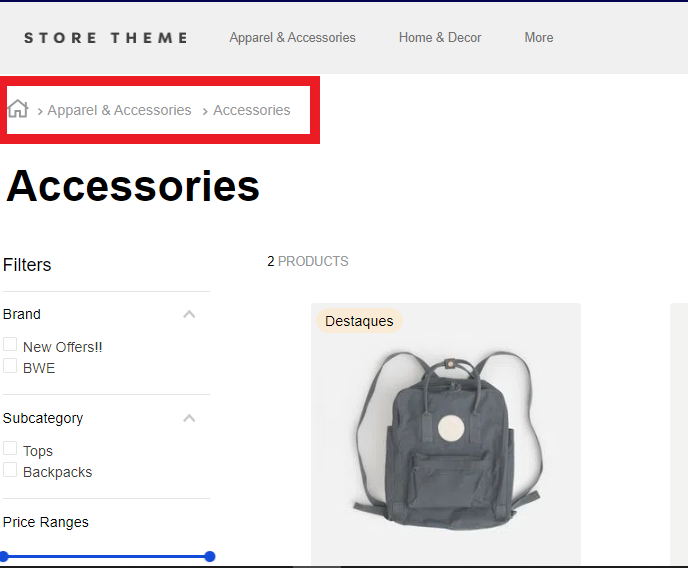 STORE THEME Apparel & Accessories Home & Decor More
Apparel & Accessories Accessories
Accessories
Filters
2 PRODUCTS
Brand
Destaques
New Offers!!
BWE
Subcategory
Tops
Backpacks
Price Ranges